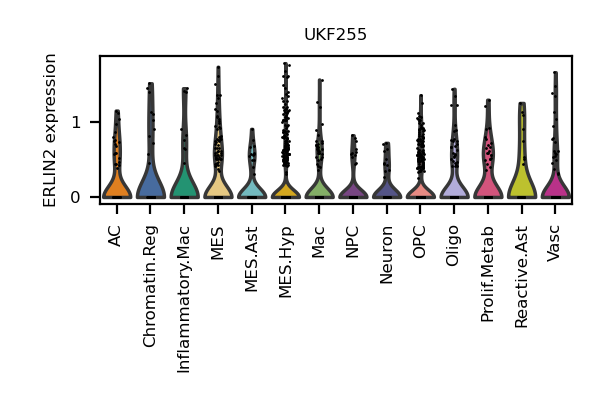 UKF255
ERLIN2 expression
1
0
AC
Chromatin.Reg
Inflammatory.Mac
MES
MES.Ast
MES.Hyp
Mac
NPC
Neuron
OPC
Oligo
Prolif.Metab
Reactive.Ast
Vasc